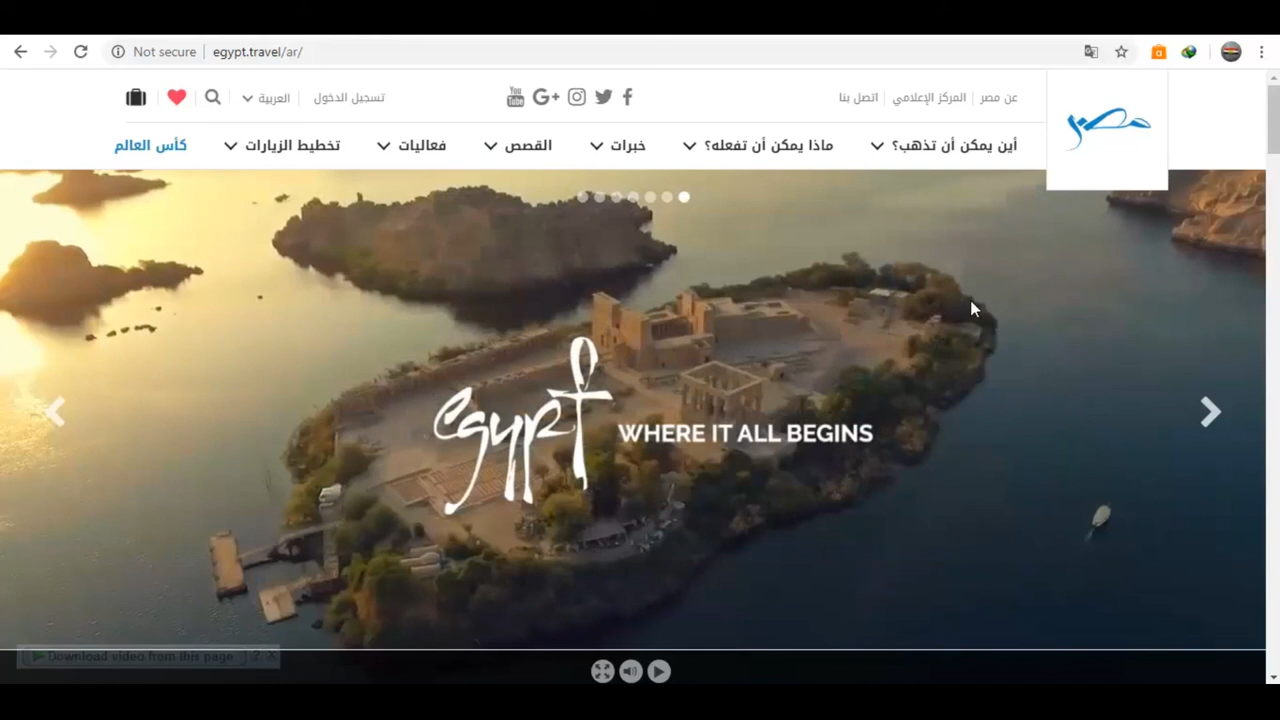 Not secure egypt.travel/ar/
عن مصر المركز الإعلامي اتصل بنا
You Tube G+ f
تسجيل الدخول العربية
مصر
أين يمكن أن تذهب؟ ماذا يمكن أن تفعله؟ خبرات القصص فعاليات تخطيط الزيارات كأس العالم
egypt WHERE IT ALL BEGINS
Download video from this page ? X